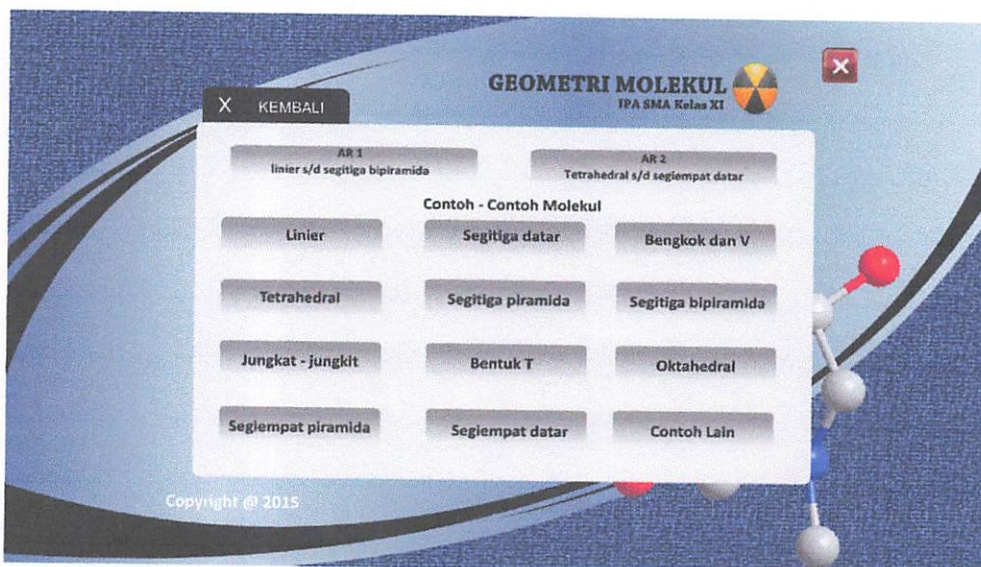 GEOMETRI MOLEKUL
IPA SMA Kelas XI
X
X KEMBALI
AR 1
linier s/d segitiga bipiramida
AR 2
Tetrahedral s/d segiempat datar
Contoh - Contoh Molekul
Linier
Segitiga datar
Bengkok dan V
Tetrahedral
Segitiga piramida
Segitiga bipiramida
Jungkat - jungkit
Bentuk T
Oktahedral
Segiempat piramida
Segiempat datar
Contoh Lain
Copyright @ 2015